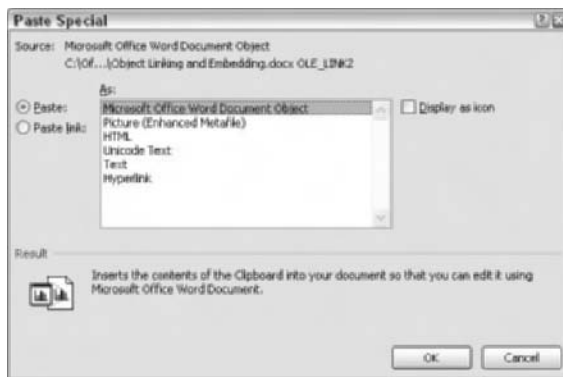 Paste Special
Source: Microsoft Office Word Document Object
C:\Of...\Object Linking and Embedding.docx OLE_LINK2
As:
Paste:
Microsoft Office Word Document Object
Display as icon
Paste link:
Picture (Enhanced Metafile)
HTML
Unicode Text
Text
Hyperlink
Result
Inserts the contents of the Clipboard into your document so that you can edit it using
Microsoft Office Word Document.
OK
Cancel